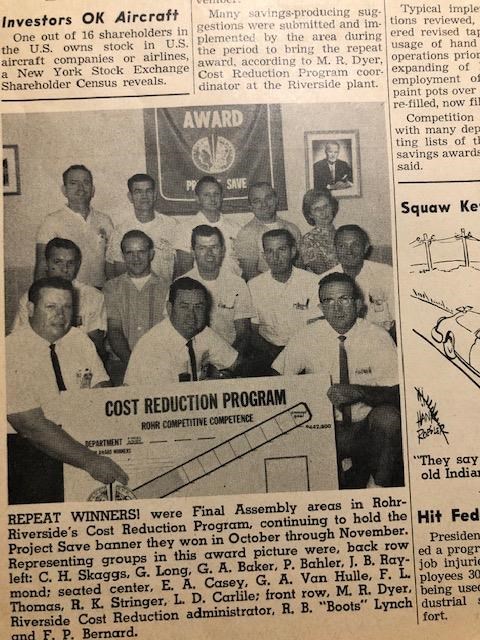 Investors OK Aircraft
One out of 16 shareholders in
the U.S. owns stock in U.S.
aircraft companies or airlines,
a New York Stock Exchange
Shareholder Census reveals.
vement.
Many savings-producing sug-
gestions were submitted and im-
plemented by the area during
the period to bring the repeat
award, according to M. R. Dyer,
Cost Reduction Program coor-
dinator at the Riverside plant.
Typical imple
tions reviewed,
ered revised tap
usage of hand
operations prior
expanding of
employment of
paint pots over
re-filled, now fil
Competition
with many dep
ting lists of th
savings awards
said.
AWARD
SAVE
COST REDUCTION PROGRAM
ROHR COMPETITIVE COMPETENCE
DEPARTMENT
AWARD WINNERS
$442,800
REPEAT WINNERS! were Final Assembly areas in Rohr-
Riverside's Cost Reduction Program, continuing to hold the
Project Save banner they won in October through November.
Representing groups in this award picture were, back row
left: C. H. Skaggs, G. Long, G. A. Baker, P. Bahler, J. B. Ray-
mond; seated center, E. A. Casey, G. A. Van Hulle, F. L.
Thomas, R. K. Stringer, L. D. Carlile; front row, M. R. Dyer,
Riverside Cost Reduction administrator, R. B. "Boots" Lynch
and F. P. Bernard.
Squaw Ke
HANK
"They say
old India
Hit Fed
Presiden
ed a progr
job injurie
ployees 30
being used
dustrial s
fort.